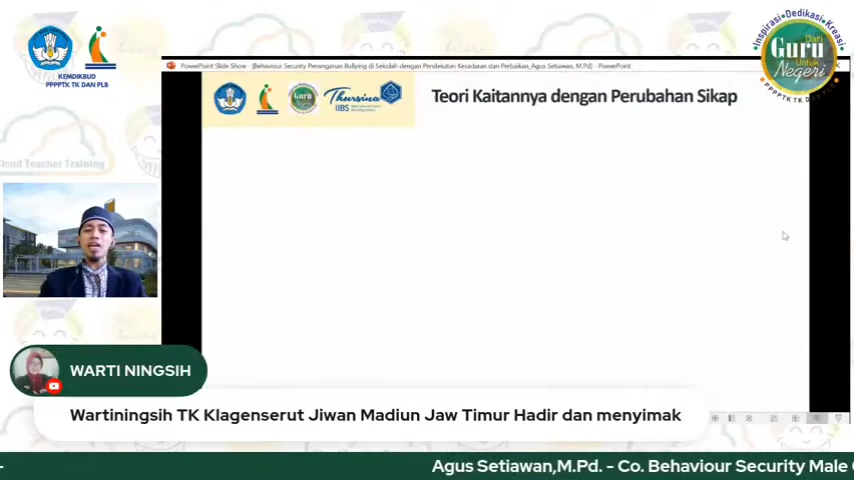 KEMDIKBUD
PPPPTK TK DAN PLB
PowerPoint Slide Show - [Behaviour Security Penanganan Bullying di Sekolah dengan Pendekatan Kesadaran dan Perbaikan_Agus Setiawan, M.Pd] - PowerPoint
Inspirasi•Dedikasi•Kreasi
Dari
Guru
Untuk
Negeri
PPPPTK TK DAN PLB
Guru
Thursina
IIBS
Teori Kaitannya dengan Perubahan Sikap
Cloud Teacher Training
WARTI NINGSIH
Wartiningsih TK Klagenserut Jiwan Madiun Jaw Timur Hadir dan menyimak
Agus Setiawan,M.Pd. - Co. Behaviour Security Male